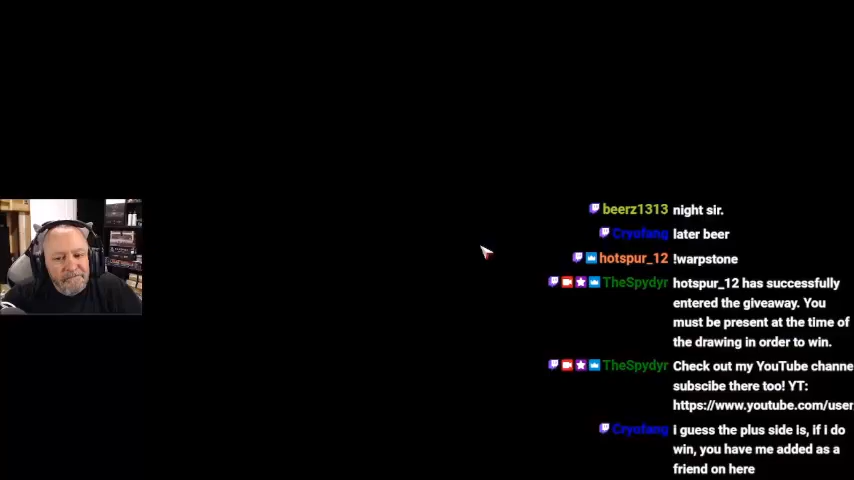 beerz1313 night sir.
Cryofang later beer
hotspur_12 !warpstone
TheSpydyr hotspur_12 has successfully
entered the giveaway. You
must be present at the time of
the drawing in order to win.
TheSpydyr Check out my YouTube channe
subscibe there too! YT:
https://www.youtube.com/user
Cryofang i guess the plus side is, if i do
win, you have me added as a
friend on here